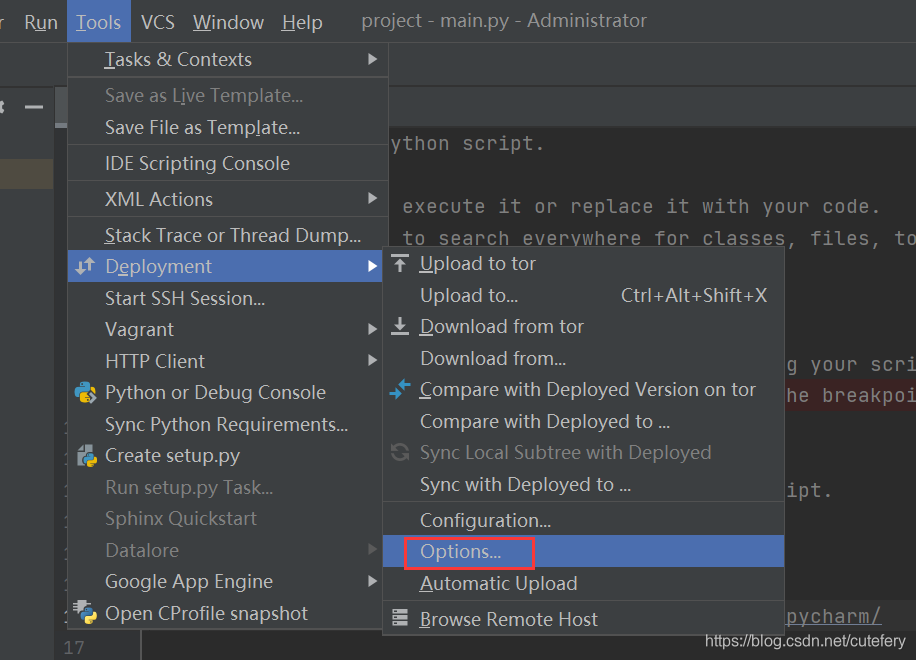 Run Tools VCS Window Help project - main.py - Administrator
Tasks & Contexts
Save as Live Template...
Save File as Template...
IDE Scripting Console
XML Actions
Stack Trace or Thread Dump...
Deployment
Start SSH Session...
Vagrant
HTTP Client
Python or Debug Console
Sync Python Requirements...
Create setup.py
Run setup.py Task...
Sphinx Quickstart
Datalore
Google App Engine
Open CProfile snapshot
17
ython script.
execute it or replace it with your code.
to search everywhere for classes, files, to
Upload to tor
Upload to... Ctrl+Alt+Shift+X
Download from tor
Download from...
Compare with Deployed Version on tor
Compare with Deployed to ...
Sync Local Subtree with Deployed
Sync with Deployed to ...
Configuration...
Options...
Automatic Upload
Browse Remote Host
g your scri
he breakpoi
ipt.
pycharm/
https://blog.csdn.net/cutefery